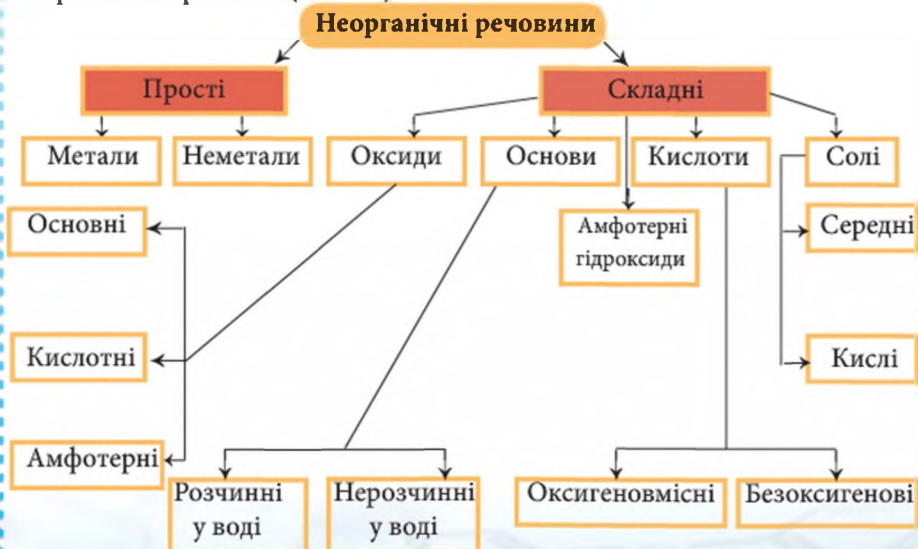 Неорганічні речовини
Прості
Складні
Метали
Неметали
Оксиди
Основи
Кислоти
Солі
Основні
Амфотерні
гідроксиди
Середні
Кислотні
Кислі
Амфотерні
Розчинні
у воді
Нерозчинні
у воді
Оксигеновмісні
Безоксигенові